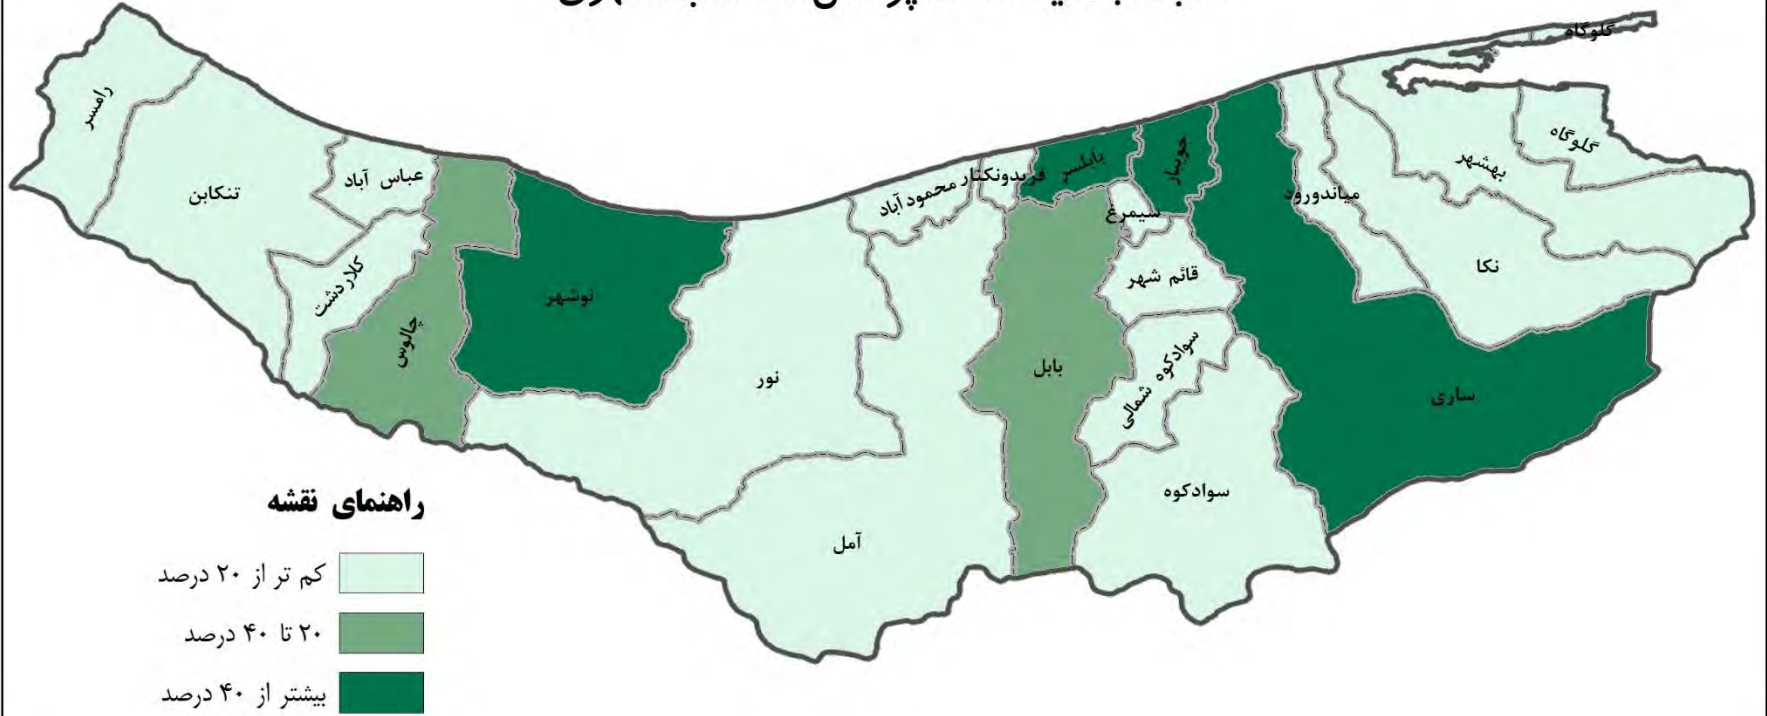 گلوگاه
رامسر
تنکابن
عباس آباد
کلاردشت
چالوس
نوشهر
نور
محمود آباد
فریدونکنار
بابلسر
جویبار
سیمرغ
قائم شهر
بابل
آمل
سوادکوه شمالی
سوادکوه
ساری
میاندورود
نکا
بهشهر
گلوگاه
راهنمای نقشه
کم تر از ۲۰ درصد
۲۰ تا ۴۰ درصد
بیشتر از ۴۰ درصد